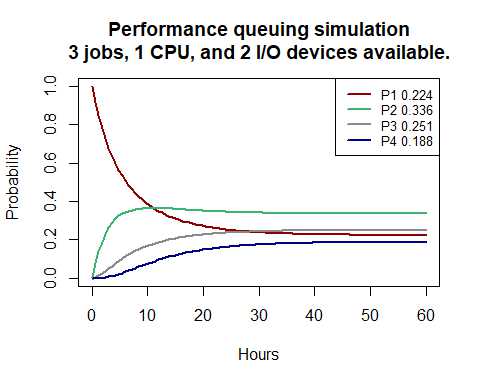 Performance queuing simulation
3 jobs, 1 CPU, and 2 I/O devices available.
P1 0.224
P2 0.336
P3 0.251
P4 0.188
Probability
1.0
0.8
0.6
0.4
0.2
0.0
0 10 20 30 40 50 60
Hours